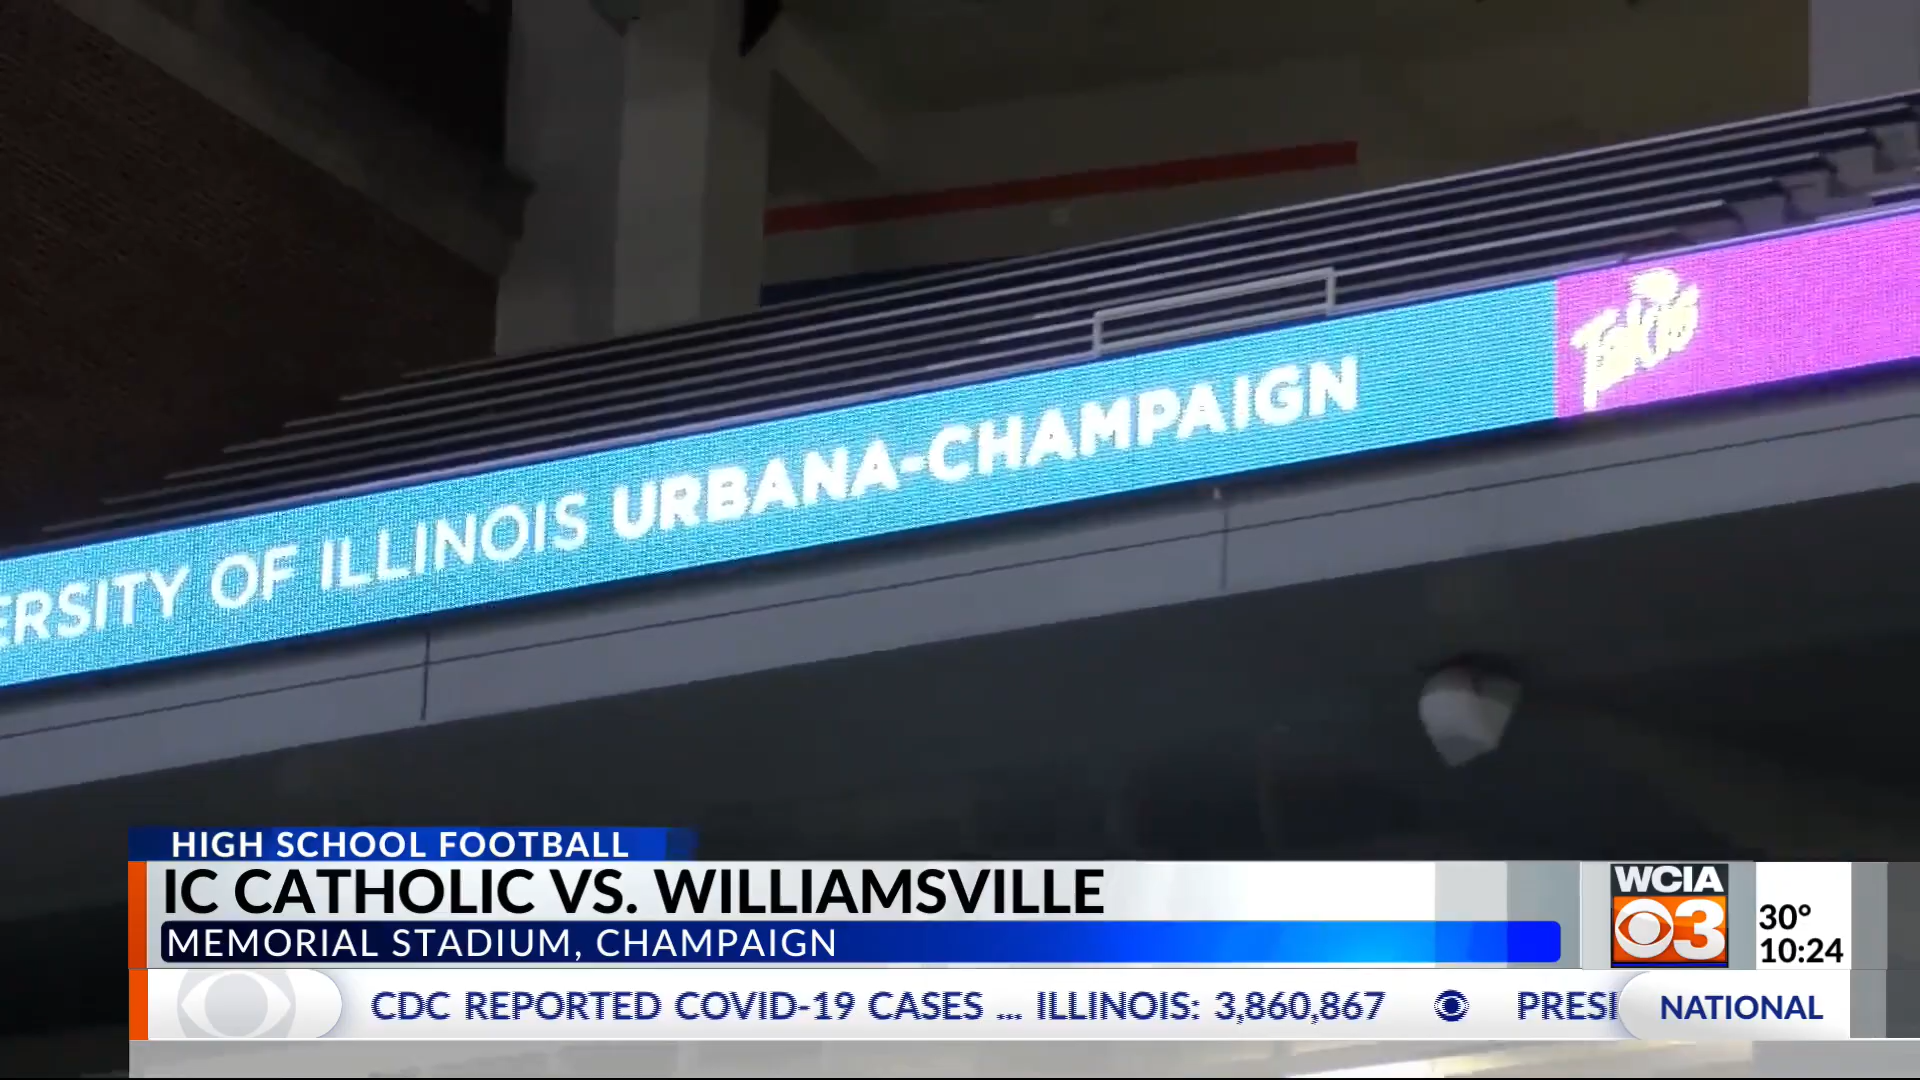 ERSITY OF ILLINOIS URBANA-CHAMPAIGN
Tokio
HIGH SCHOOL FOOTBALL
IC CATHOLIC VS. WILLIAMSVILLE
MEMORIAL STADIUM, CHAMPAIGN
WCIA
3
30°
10:24
CDC REPORTED COVID-19 CASES ... ILLINOIS: 3,860,867 PRESI
NATIONAL